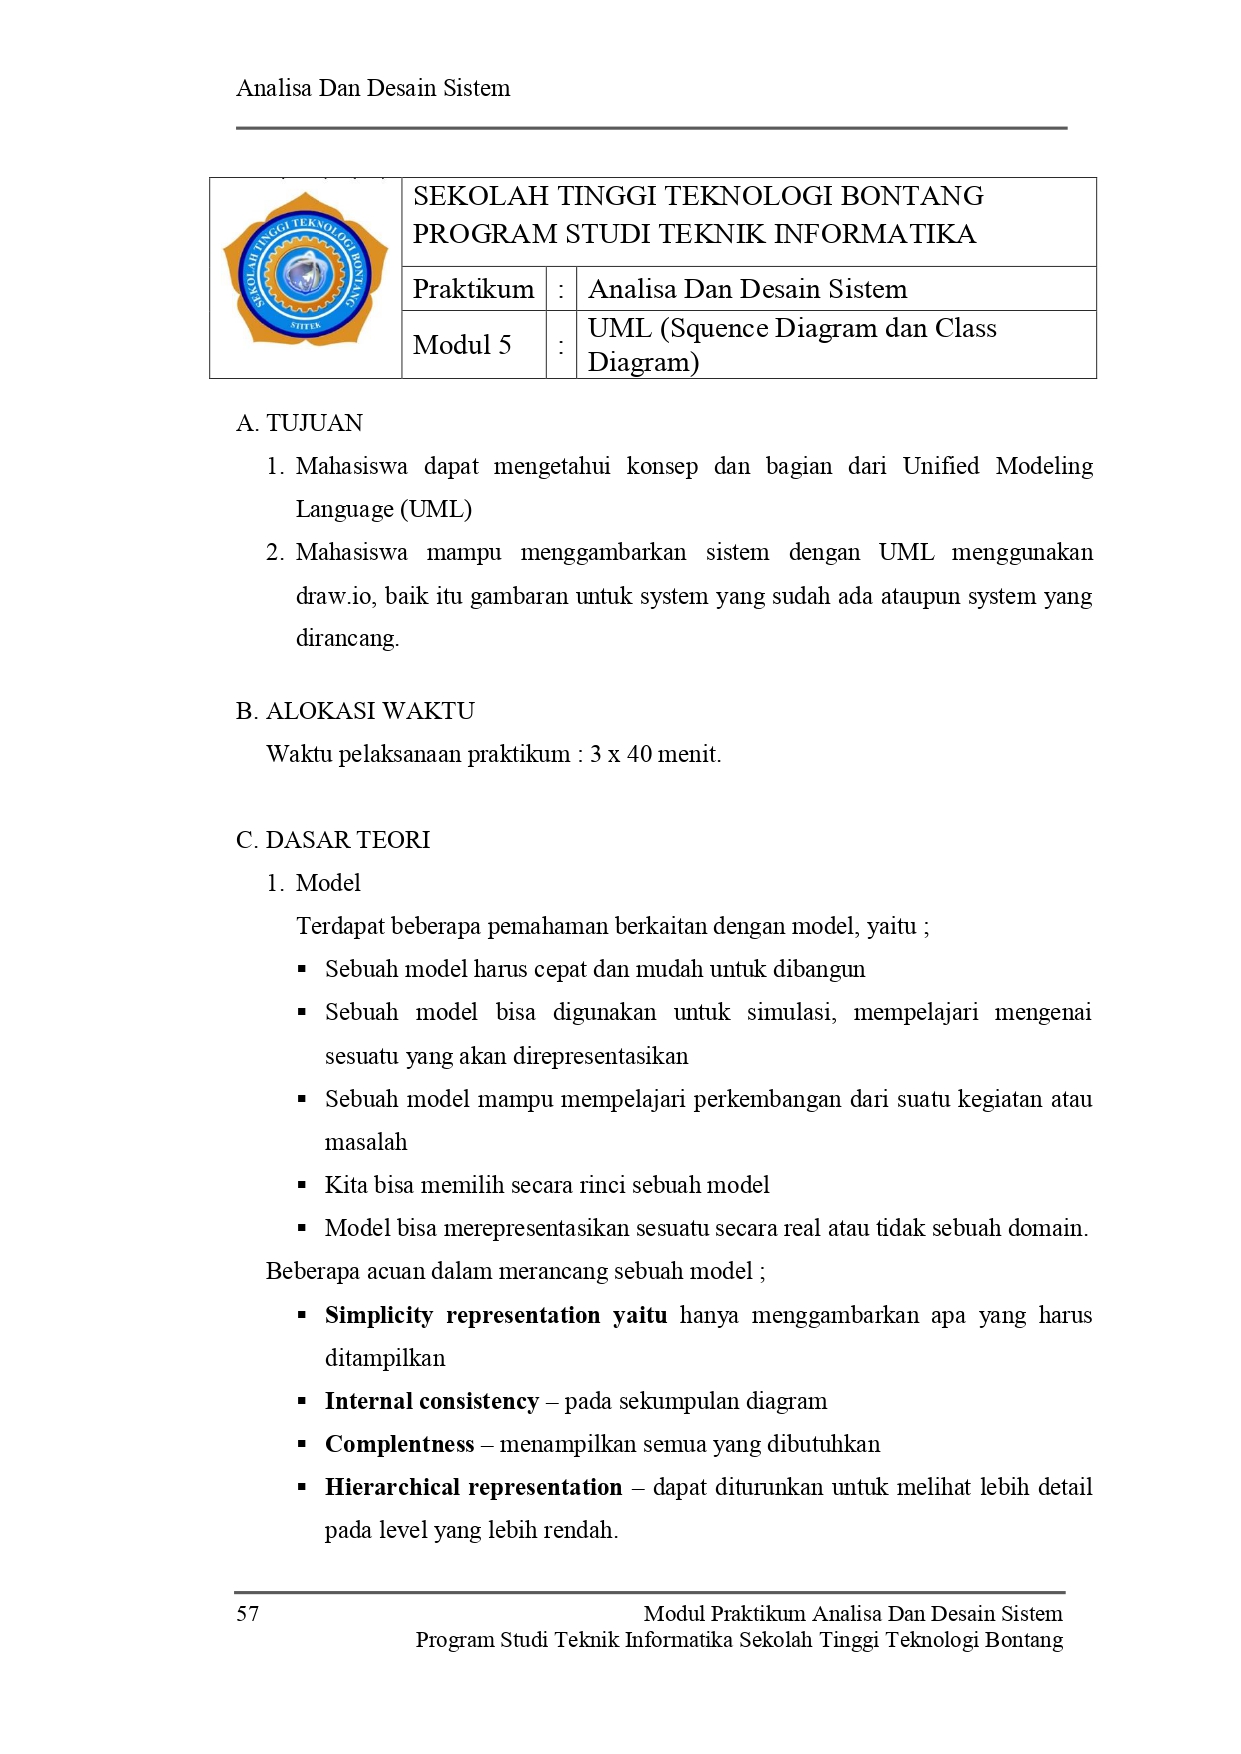 Analisa Dan Desain Sistem
SEKOLAH TINGGI TEKNOLOGI BONTANG
STITEK
SEKOLAH TINGGI TEKNOLOGI BONTANG
PROGRAM STUDI TEKNIK INFORMATIKA
Praktikum : Analisa Dan Desain Sistem
Modul 5 : UML (Squence Diagram dan Class
Diagram)
A. TUJUAN
1. Mahasiswa dapat mengetahui konsep dan bagian dari Unified Modeling
Language (UML)
2. Mahasiswa mampu menggambarkan sistem dengan UML menggunakan
draw.io, baik itu gambaran untuk system yang sudah ada ataupun system yang
dirancang.
B. ALOKASI WAKTU
Waktu pelaksanaan praktikum : 3 x 40 menit.
C. DASAR TEORI
1. Model
Terdapat beberapa pemahaman berkaitan dengan model, yaitu ;
▪ Sebuah model harus cepat dan mudah untuk dibangun
▪ Sebuah model bisa digunakan untuk simulasi, mempelajari mengenai
sesuatu yang akan direpresentasikan
▪ Sebuah model mampu mempelajari perkembangan dari suatu kegiatan atau
masalah
▪ Kita bisa memilih secara rinci sebuah model
▪ Model bisa merepresentasikan sesuatu secara real atau tidak sebuah domain.
Beberapa acuan dalam merancang sebuah model ;
▪ Simplicity representation yaitu hanya menggambarkan apa yang harus
ditampilkan
▪ Internal consistency – pada sekumpulan diagram
▪ Complentness – menampilkan semua yang dibutuhkan
▪ Hierarchical representation – dapat diturunkan untuk melihat lebih detail
pada level yang lebih rendah.
57
Modul Praktikum Analisa Dan Desain Sistem
Program Studi Teknik Informatika Sekolah Tinggi Teknologi Bontang